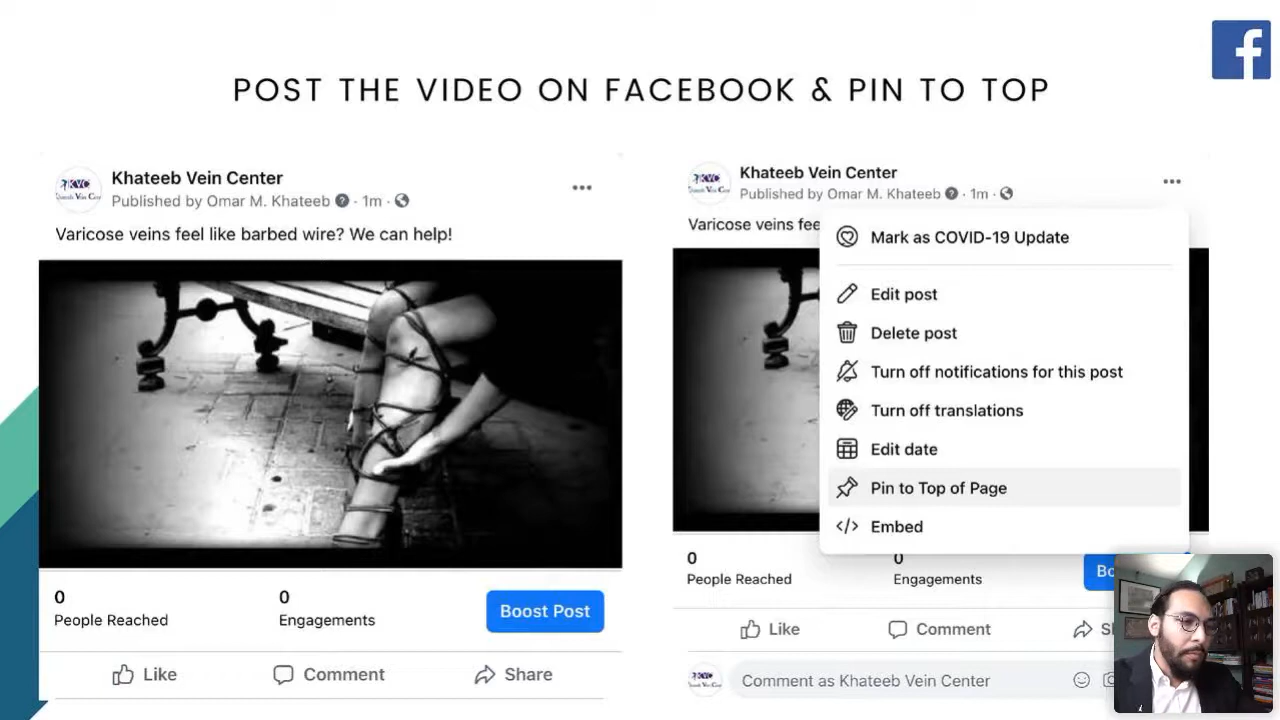 POST THE VIDEO ON FACEBOOK & PIN TO TOP
Khateeb Vein Center
Published by Omar M. Khateeb ? · 1m ·
Varicose veins feel like barbed wire? We can help!
KVC
0
People Reached
0
Engagements
Boost Post
Like
Comment
Share
Khateeb Vein Center
Published by Omar M. Khateeb ? · 1m ·
Varicose veins fee
KVC
Mark as COVID-19 Update
Edit post
Delete post
Turn off notifications for this post
Turn off translations
Edit date
Pin to Top of Page
Embed
0
People Reached
0
Engagements
Bo
Like
Comment
Sh
Comment as Khateeb Vein Center